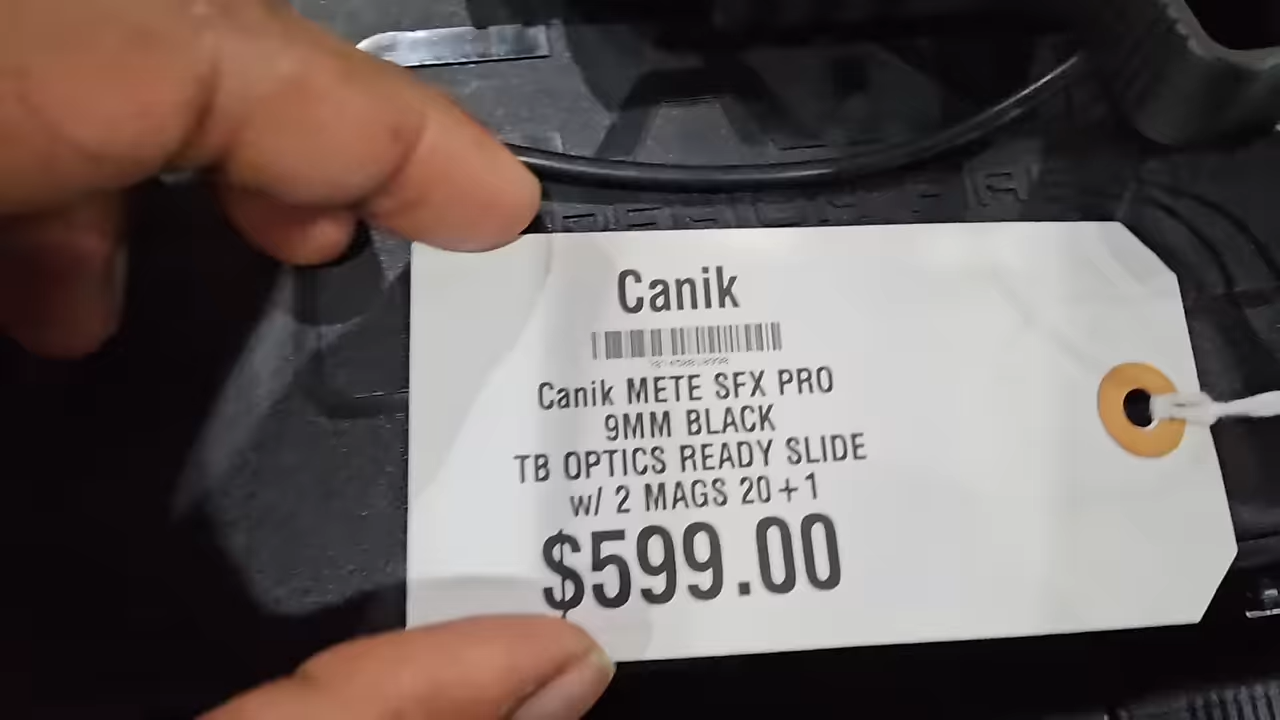 Canik
Canik METE SFX PRO
9MM BLACK
TB OPTICS READY SLIDE
w/ 2 MAGS 20+1
$599.00